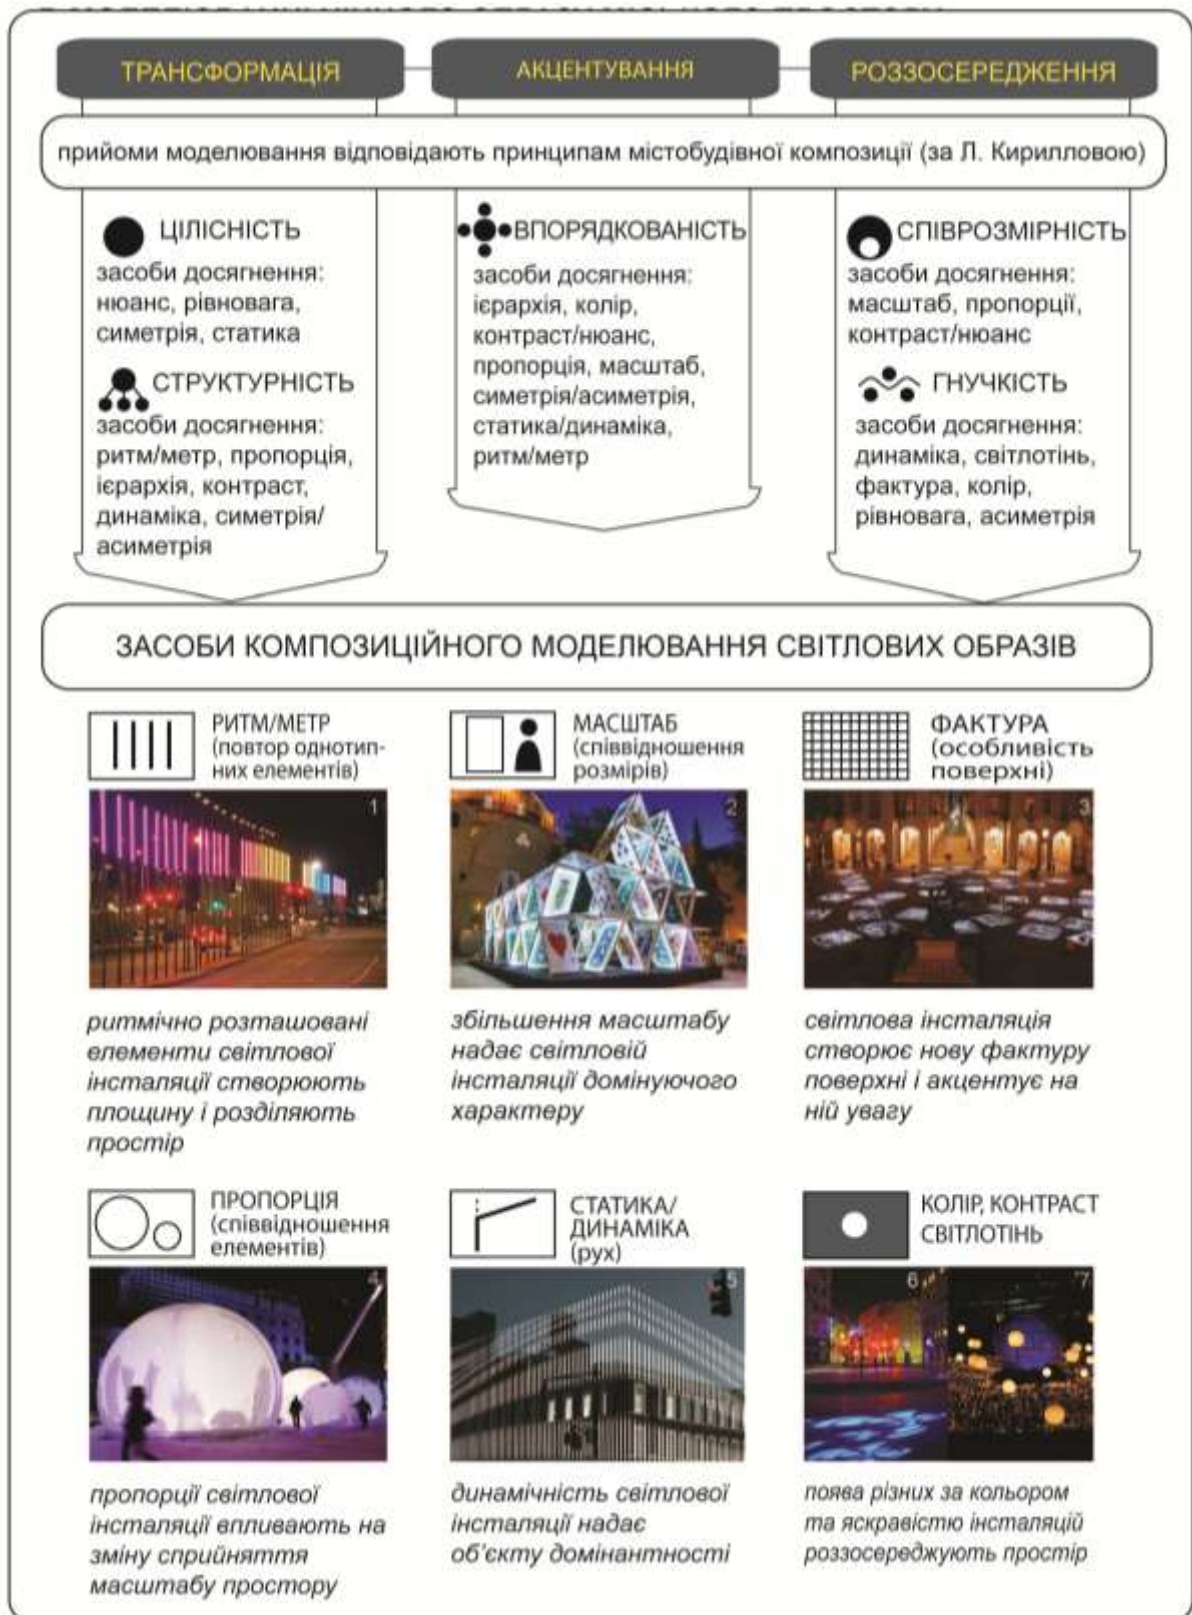 ТРАНСФОРМАЦІЯ
АКЦЕНТУВАННЯ
РОЗЗОСЕРЕДЖЕННЯ
прийоми моделювання відповідають принципам містобудівної композиції (за Л. Кирилловою)
ЦІЛІСНІСТЬ
засоби досягнення:
нюанс, рівновага,
симетрія, статика
СТРУКТУРНІСТЬ
засоби досягнення:
ритм/метр, пропорція,
ієрархія, контраст,
динаміка, симетрія/
асиметрія
ВПОРЯДКОВАНІСТЬ
засоби досягнення:
ієрархія, колір,
контраст/нюанс,
пропорція, масштаб,
симетрія/асиметрія,
статика/динаміка,
ритм/метр
СПІВРОЗМІРНІСТЬ
засоби досягнення:
масштаб, пропорції,
контраст/нюанс
ГНУЧКІСТЬ
засоби досягнення:
динаміка, світлотінь,
фактура, колір,
рівновага, асиметрія
ЗАСОБИ КОМПОЗИЦІЙНОГО МОДЕЛЮВАННЯ СВІТЛОВИХ ОБРАЗІВ
РИТМ/МЕТР
(повтор однотип-
них елементів)
1
ритмічно розташовані
елементи світлової
інсталяції створюють
площину і розділяють
простір
МАСШТАБ
(співвідношення
розмірів)
2
збільшення масштабу
надає світловій
інсталяції домінуючого
характеру
ФАКТУРА
(особливість
поверхні)
3
світлова інсталяція
створює нову фактуру
поверхні і акцентує на
ній увагу
ПРОПОРЦІЯ
(співвідношення
елементів)
4
пропорції світлової
інсталяції впливають на
зміну сприйняття
масштабу простору
СТАТИКА/
ДИНАМІКА
(рух)
5
динамічність світлової
інсталяції надає
об'єкту домінантності
КОЛІР, КОНТРАСТ
СВІТЛОТІНЬ
6
7
поява різних за кольором
та яскравістю інсталяцій
роззосереджують простір